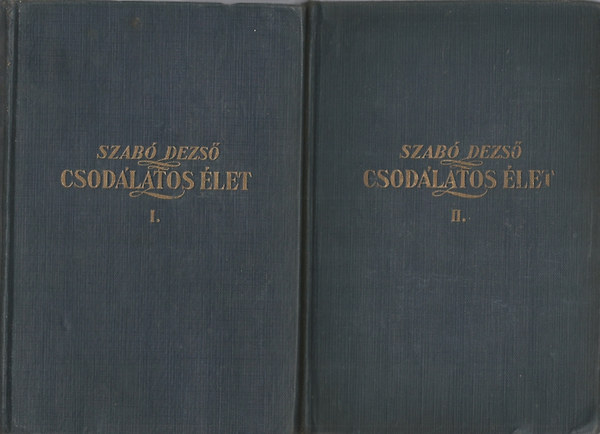 SZABÓ DEZSŐ
CSODÁLATOS ÉLET
I.
SZABÓ DEZSŐ
CSODÁLATOS ÉLET
II.